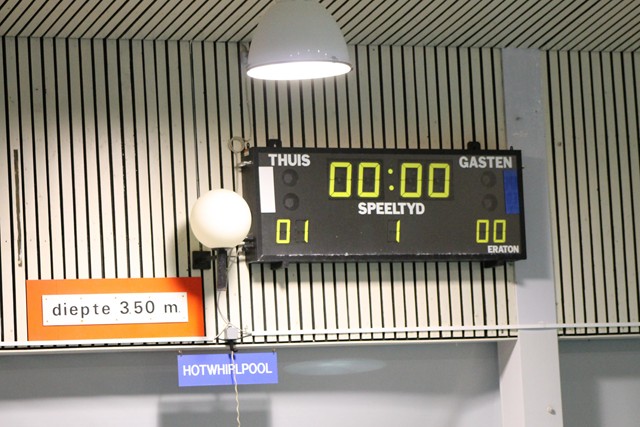 THUIS 00:00 GASTEN
SPEELTYD
01 1 00
ERATON
diepte 350 m
HOTWHIRLPOOL